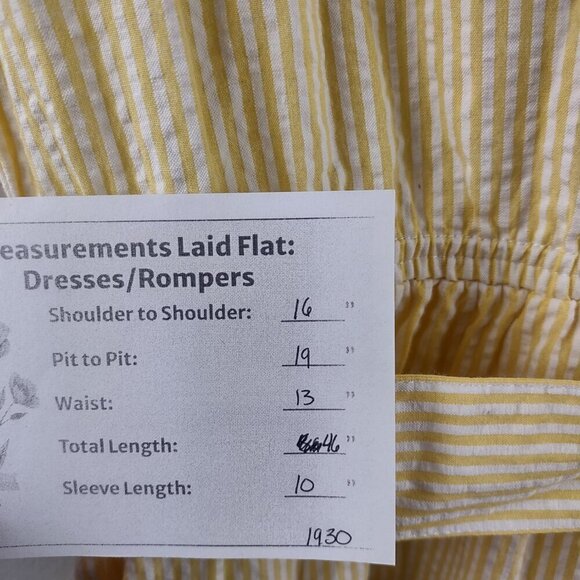 easurements Laid Flat:
Dresses/Rompers
Shoulder to Shoulder: 16 "
Pit to Pit: 19 "
Waist: 13 "
Total Length: 46 "
Sleeve Length: 10 "
1930